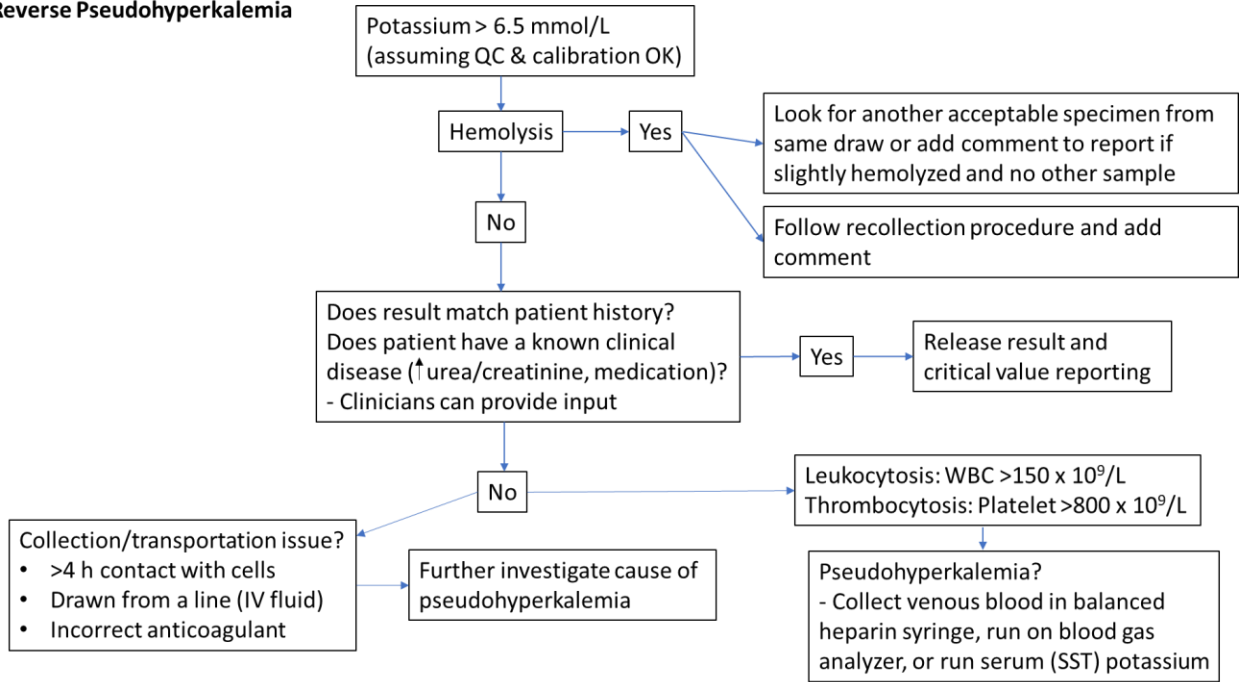 Reverse Pseudohyperkalemia
Potassium > 6.5 mmol/L
(assuming QC & calibration OK)
Hemolysis
Yes
Look for another acceptable specimen from
same draw or add comment to report if
slightly hemolyzed and no other sample
Follow recollection procedure and add
comment
No
Does result match patient history?
Does patient have a known clinical
disease (↑urea/creatinine, medication)?
- Clinicians can provide input
Yes
Release result and
critical value reporting
No
Leukocytosis: WBC >150 x 10⁹/L
Thrombocytosis: Platelet >800 x 10⁹/L
Collection/transportation issue?
• >4 h contact with cells
• Drawn from a line (IV fluid)
• Incorrect anticoagulant
Further investigate cause of
pseudohyperkalemia
Pseudohyperkalemia?
- Collect venous blood in balanced
heparin syringe, run on blood gas
analyzer, or run serum (SST) potassium